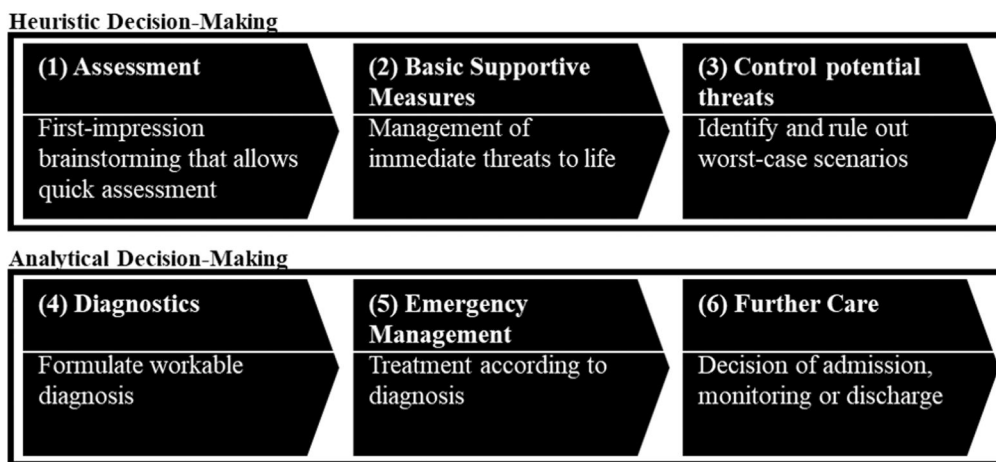 Heuristic Decision-Making
(1) Assessment
First-impression
brainstorming that allows
quick assessment
(2) Basic Supportive
Measures
Management of
immediate threats to life
(3) Control potential
threats
Identify and rule out
worst-case scenarios
Analytical Decision-Making
(4) Diagnostics
Formulate workable
diagnosis
(5) Emergency
Management
Treatment according to
diagnosis
(6) Further Care
Decision of admission,
monitoring or discharge